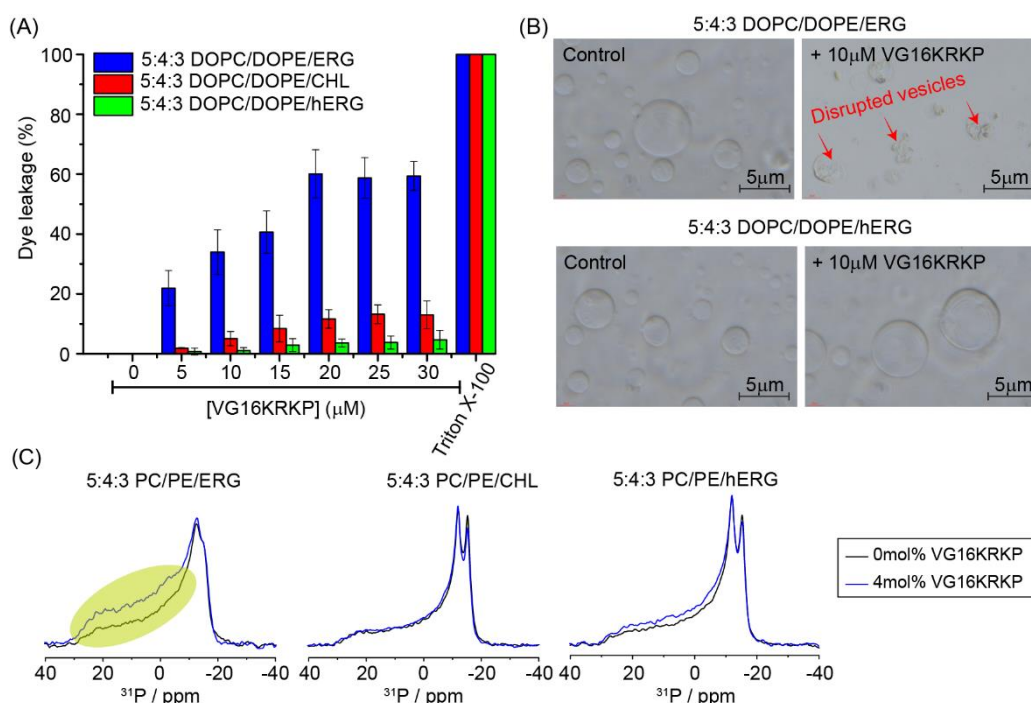 (A)
100
80
60
40
20
0
Dye leakage (%)
5:4:3 DOPC/DOPE/ERG
5:4:3 DOPC/DOPE/CHL
5:4:3 DOPC/DOPE/hERG
0 5 10 15 20 25 30
[VG16KRKP] (μM)
Triton X-100
(B)
5:4:3 DOPC/DOPE/ERG
Control
5μm
+ 10μM VG16KRKP
Disrupted vesicles
5μm
5:4:3 DOPC/DOPE/hERG
Control
5μm
+ 10μM VG16KRKP
5μm
(C)
5:4:3 PC/PE/ERG
40 20 0 -20 -40
31P / ppm
5:4:3 PC/PE/CHL
40 20 0 -20 -40
31P / ppm
5:4:3 PC/PE/hERG
40 20 0 -20 -40
31P / ppm
0mol% VG16KRKP
4mol% VG16KRKP